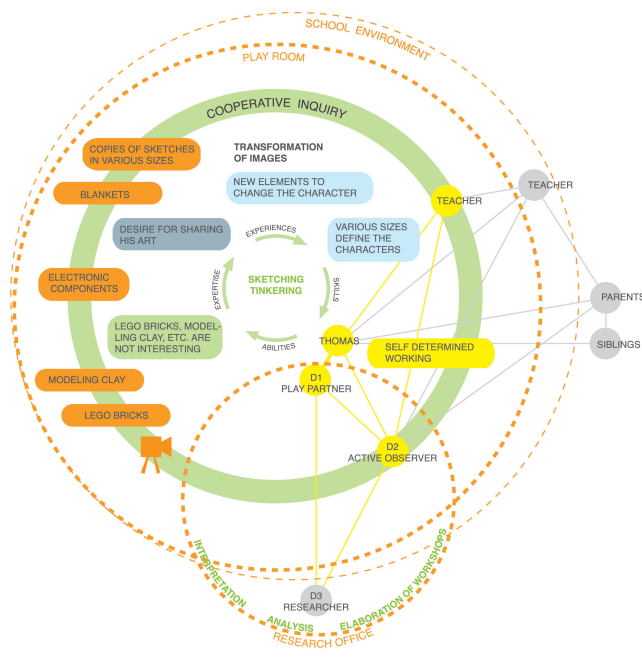 SCHOOL ENVIRONMENT
PLAY ROOM
COOPERATIVE INQUIRY
COPIES OF SKETCHES
IN VARIOUS SIZES
TRANSFORMATION
OF IMAGES
BLANKETS
NEW ELEMENTS TO
CHANGE THE CHARACTER
TEACHER
TEACHER
DESIRE FOR SHARING
HIS ART
EXPERIENCES
VARIOUS SIZES
DEFINE THE
CHARACTERS
ELECTRONIC
COMPONENTS
EXPERTISE
SKETCHING
TINKERING
SKILLS
PARENTS
LEGO BRICKS, MODEL-
LING CLAY, ETC. ARE
NOT INTERESTING
ABILITIES
THOMAS
SELF DETERMINED
WORKING
SIBLINGS
MODELING CLAY
D1
PLAY PARTNER
LEGO BRICKS
D2
ACTIVE OBSERVER
INTERPRETATION
ANALYSIS
ELABORATION OF WORKSHOPS
D3
RESEARCHER
RESEARCH OFFICE